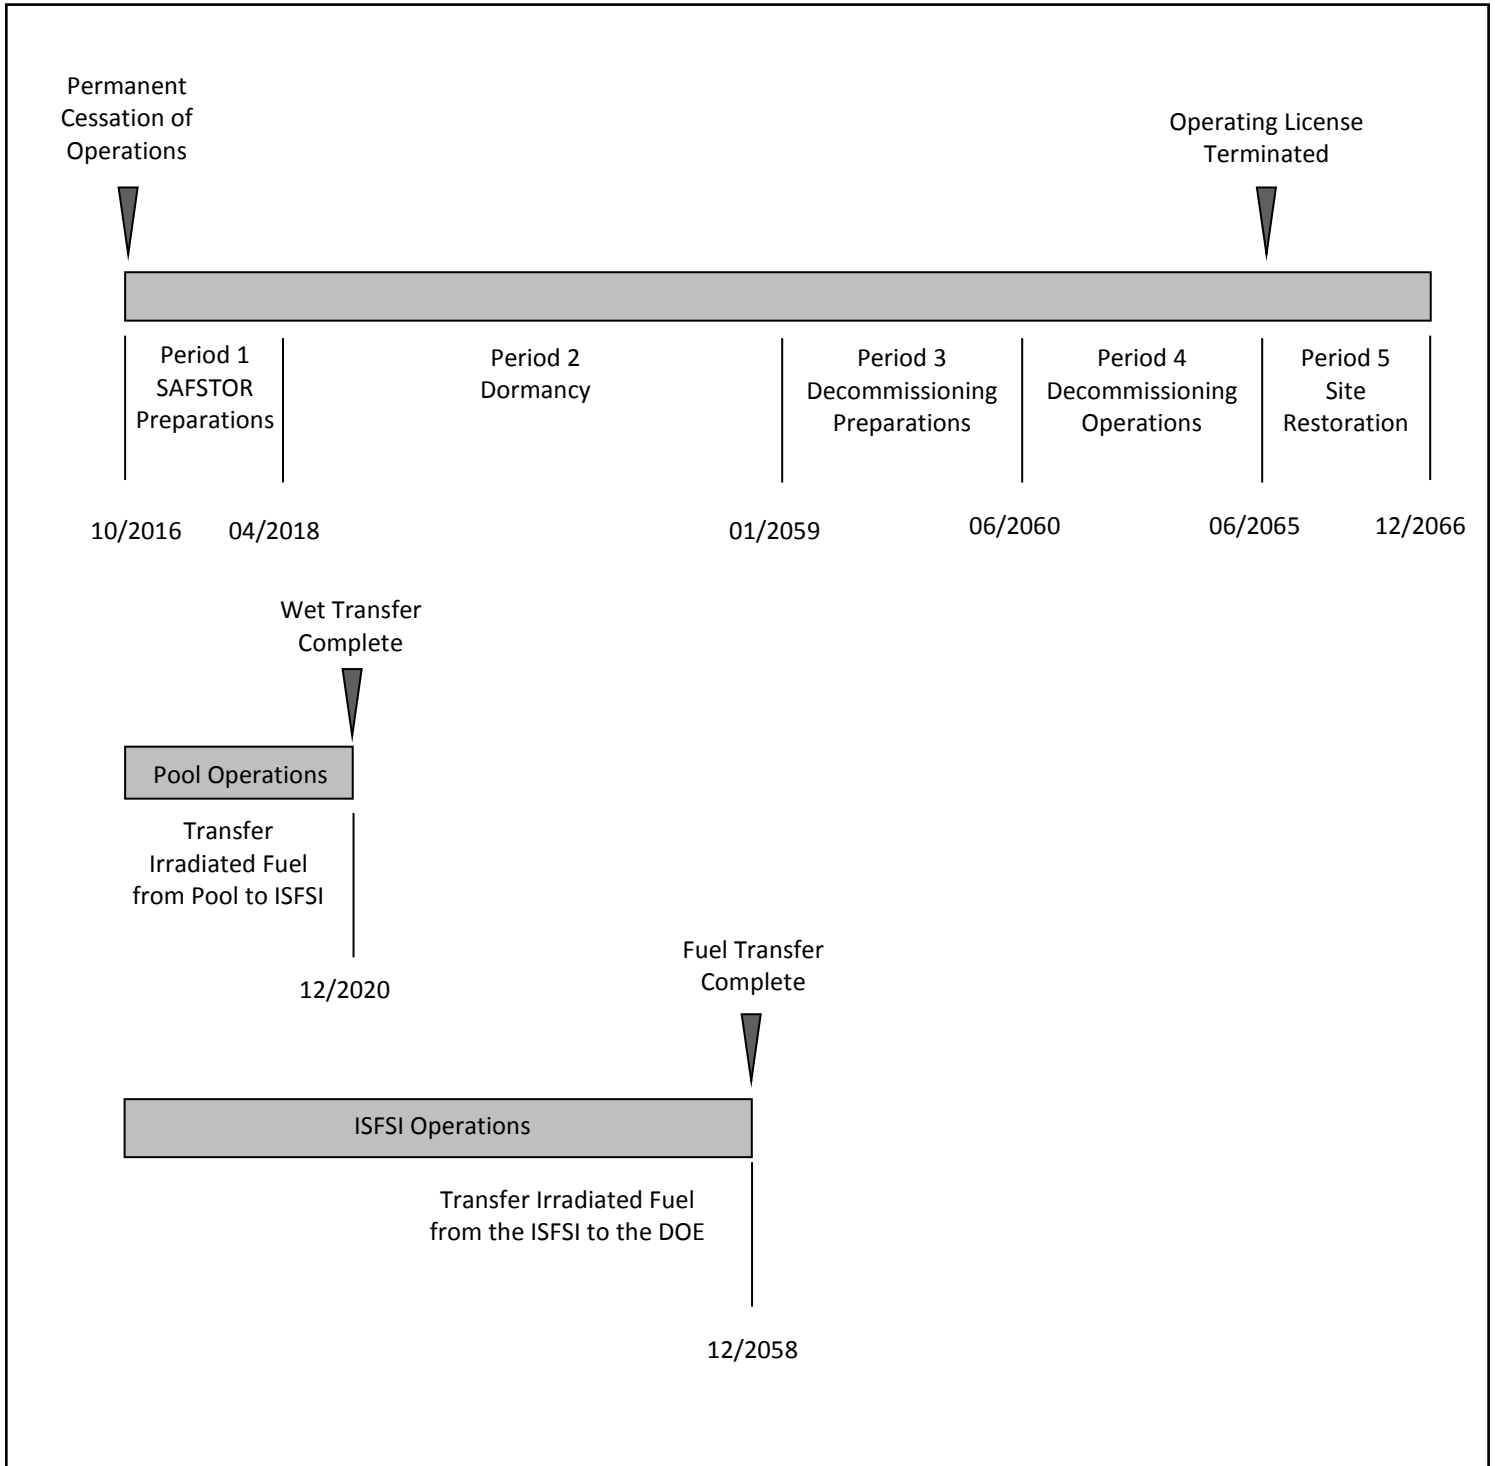 Permanent
Cessation of
Operations
Operating License
Terminated
Period 1
SAFSTOR
Preparations
Period 2
Dormancy
Period 3
Decommissioning
Preparations
Period 4
Decommissioning
Operations
Period 5
Site
Restoration
10/2016
04/2018
01/2059
06/2060
06/2065
12/2066
Wet Transfer
Complete
Pool Operations
Transfer
Irradiated Fuel
from Pool to ISFSI
12/2020
Fuel Transfer
Complete
ISFSI Operations
Transfer Irradiated Fuel
from the ISFSI to the DOE
12/2058